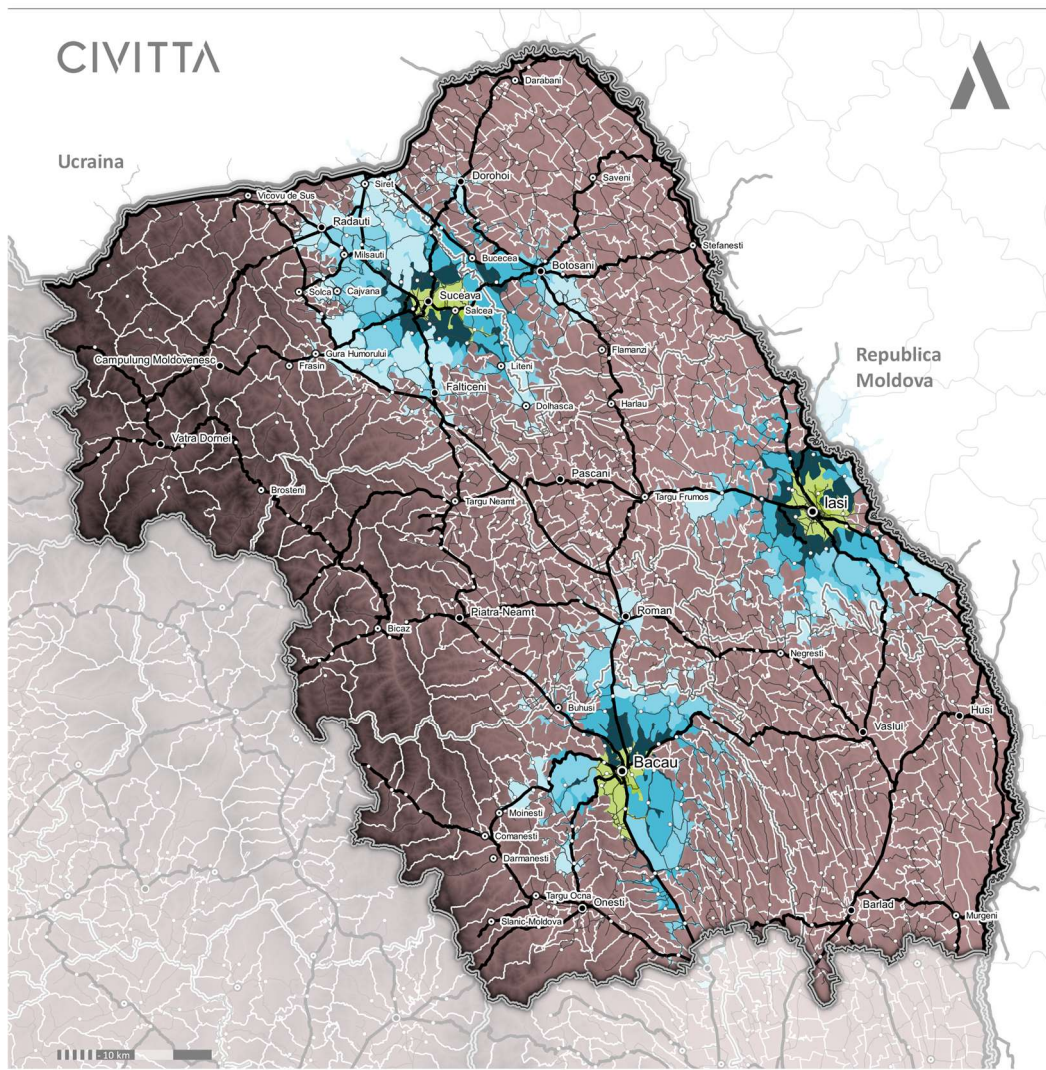 CIVITTA
Darabani
Ucraina
Dorohoi
Saveni
Siret
Vicovu de Sus
Radauti
Stefanesti
Milsauti
Bucecea
Botosani
Solca
Cajvana
Suceava
Salcea
Flamanzi
Republica
Moldova
Gura Humorului
Campulung Moldovenesc
Frasin
Liteni
Falticeni
Dolhasca
Harlau
Vatra Dornei
Pascani
Brosteni
Targu Neamt
Targu Frumos
Iasi
Piatra-Neamt
Roman
Bicaz
Negresti
Buhusi
Husi
Vaslui
Bacau
Moinesti
Comanesti
Darmanesti
Targu Ocna
Onesti
Barlad
Slanic-Moldova
Murgeni
10 km